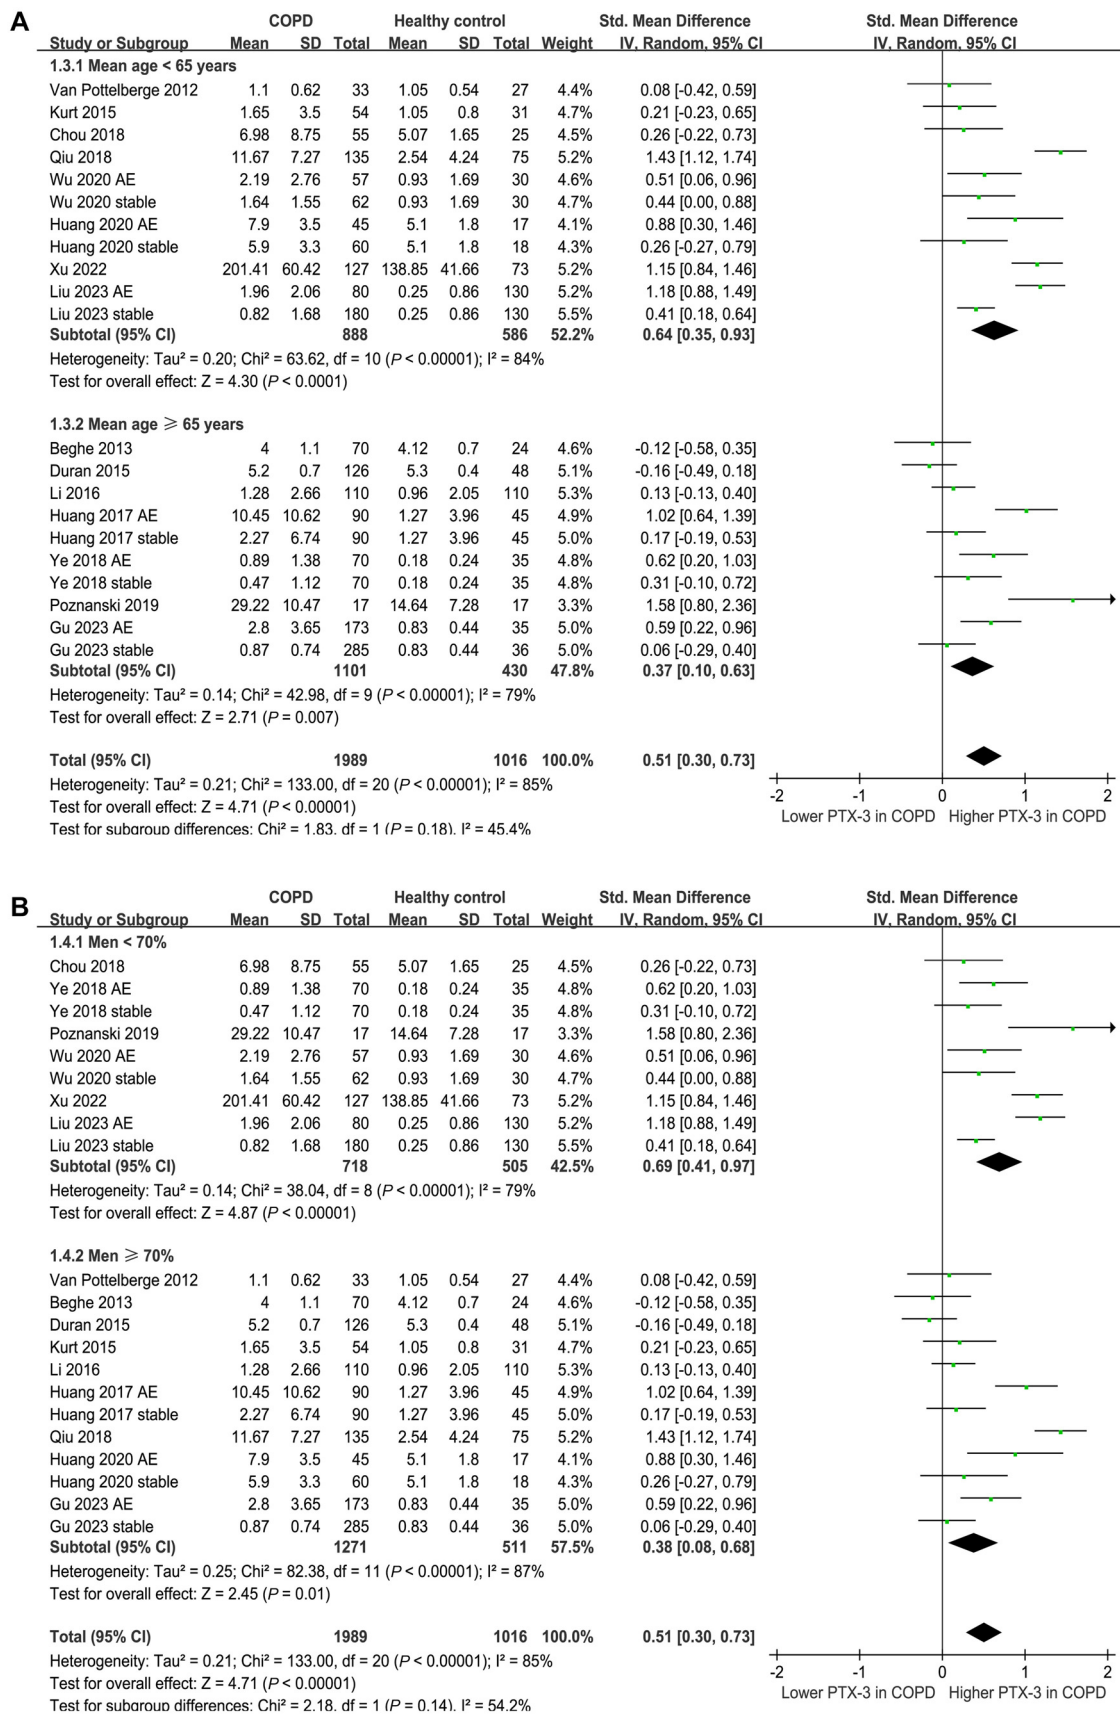 A
COPD Healthy control Std. Mean Difference Std. Mean Difference
Study or Subgroup Mean SD Total Mean SD Total Weight IV, Random, 95% CI IV, Random, 95% CI
1.3.1 Mean age < 65 years
Van Pottelberge 2012 1.1 0.62 33 1.05 0.54 27 4.4% 0.08 [-0.42, 0.59]
Kurt 2015 1.65 3.5 54 1.05 0.8 31 4.7% 0.21 [-0.23, 0.65]
Chou 2018 6.98 8.75 55 5.07 1.65 25 4.5% 0.26 [-0.22, 0.73]
Qiu 2018 11.67 7.27 135 2.54 4.24 75 5.2% 1.43 [1.12, 1.74]
Wu 2020 AE 2.19 2.76 57 0.93 1.69 30 4.6% 0.51 [0.06, 0.96]
Wu 2020 stable 1.64 1.55 62 0.93 1.69 30 4.7% 0.44 [0.00, 0.88]
Huang 2020 AE 7.9 3.5 45 5.1 1.8 17 4.1% 0.88 [0.30, 1.46]
Huang 2020 stable 5.9 3.3 60 5.1 1.8 18 4.3% 0.26 [-0.27, 0.79]
Xu 2022 201.41 60.42 127 138.85 41.66 73 5.2% 1.15 [0.84, 1.46]
Liu 2023 AE 1.96 2.06 80 0.25 0.86 130 5.2% 1.18 [0.88, 1.49]
Liu 2023 stable 0.82 1.68 180 0.25 0.86 130 5.5% 0.41 [0.18, 0.64]
Subtotal (95% CI) 888 586 52.2% 0.64 [0.35, 0.93]
Heterogeneity: Tau² = 0.20; Chi² = 63.62, df = 10 (P < 0.00001); I² = 84%
Test for overall effect: Z = 4.30 (P < 0.0001)
1.3.2 Mean age ⩾ 65 years
Beghe 2013 4 1.1 70 4.12 0.7 24 4.6% -0.12 [-0.58, 0.35]
Duran 2015 5.2 0.7 126 5.3 0.4 48 5.1% -0.16 [-0.49, 0.18]
Li 2016 1.28 2.66 110 0.96 2.05 110 5.3% 0.13 [-0.13, 0.40]
Huang 2017 AE 10.45 10.62 90 1.27 3.96 45 4.9% 1.02 [0.64, 1.39]
Huang 2017 stable 2.27 6.74 90 1.27 3.96 45 5.0% 0.17 [-0.19, 0.53]
Ye 2018 AE 0.89 1.38 70 0.18 0.24 35 4.8% 0.62 [0.20, 1.03]
Ye 2018 stable 0.47 1.12 70 0.18 0.24 35 4.8% 0.31 [-0.10, 0.72]
Poznanski 2019 29.22 10.47 17 14.64 7.28 17 3.3% 1.58 [0.80, 2.36]
Gu 2023 AE 2.8 3.65 173 0.83 0.44 35 5.0% 0.59 [0.22, 0.96]
Gu 2023 stable 0.87 0.74 285 0.83 0.44 36 5.0% 0.06 [-0.29, 0.40]
Subtotal (95% CI) 1101 430 47.8% 0.37 [0.10, 0.63]
Heterogeneity: Tau² = 0.14; Chi² = 42.98, df = 9 (P < 0.00001); I² = 79%
Test for overall effect: Z = 2.71 (P = 0.007)
Total (95% CI) 1989 1016 100.0% 0.51 [0.30, 0.73]
Heterogeneity: Tau² = 0.21; Chi² = 133.00, df = 20 (P < 0.00001); I² = 85%
Test for overall effect: Z = 4.71 (P < 0.00001)
Test for subgroup differences: Chi² = 1.83, df = 1 (P = 0.18), I² = 45.4%
-2 -1 0 1 2
Lower PTX-3 in COPD Higher PTX-3 in COPD
B
COPD Healthy control Std. Mean Difference Std. Mean Difference
Study or Subgroup Mean SD Total Mean SD Total Weight IV, Random, 95% CI IV, Random, 95% CI
1.4.1 Men < 70%
Chou 2018 6.98 8.75 55 5.07 1.65 25 4.5% 0.26 [-0.22, 0.73]
Ye 2018 AE 0.89 1.38 70 0.18 0.24 35 4.8% 0.62 [0.20, 1.03]
Ye 2018 stable 0.47 1.12 70 0.18 0.24 35 4.8% 0.31 [-0.10, 0.72]
Poznanski 2019 29.22 10.47 17 14.64 7.28 17 3.3% 1.58 [0.80, 2.36]
Wu 2020 AE 2.19 2.76 57 0.93 1.69 30 4.6% 0.51 [0.06, 0.96]
Wu 2020 stable 1.64 1.55 62 0.93 1.69 30 4.7% 0.44 [0.00, 0.88]
Xu 2022 201.41 60.42 127 138.85 41.66 73 5.2% 1.15 [0.84, 1.46]
Liu 2023 AE 1.96 2.06 80 0.25 0.86 130 5.2% 1.18 [0.88, 1.49]
Liu 2023 stable 0.82 1.68 180 0.25 0.86 130 5.5% 0.41 [0.18, 0.64]
Subtotal (95% CI) 718 505 42.5% 0.69 [0.41, 0.97]
Heterogeneity: Tau² = 0.14; Chi² = 38.04, df = 8 (P < 0.00001); I² = 79%
Test for overall effect: Z = 4.87 (P < 0.00001)
1.4.2 Men ⩾ 70%
Van Pottelberge 2012 1.1 0.62 33 1.05 0.54 27 4.4% 0.08 [-0.42, 0.59]
Beghe 2013 4 1.1 70 4.12 0.7 24 4.6% -0.12 [-0.58, 0.35]
Duran 2015 5.2 0.7 126 5.3 0.4 48 5.1% -0.16 [-0.49, 0.18]
Kurt 2015 1.65 3.5 54 1.05 0.8 31 4.7% 0.21 [-0.23, 0.65]
Li 2016 1.28 2.66 110 0.96 2.05 110 5.3% 0.13 [-0.13, 0.40]
Huang 2017 AE 10.45 10.62 90 1.27 3.96 45 4.9% 1.02 [0.64, 1.39]
Huang 2017 stable 2.27 6.74 90 1.27 3.96 45 5.0% 0.17 [-0.19, 0.53]
Qiu 2018 11.67 7.27 135 2.54 4.24 75 5.2% 1.43 [1.12, 1.74]
Huang 2020 AE 7.9 3.5 45 5.1 1.8 17 4.1% 0.88 [0.30, 1.46]
Huang 2020 stable 5.9 3.3 60 5.1 1.8 18 4.3% 0.26 [-0.27, 0.79]
Gu 2023 AE 2.8 3.65 173 0.83 0.44 35 5.0% 0.59 [0.22, 0.96]
Gu 2023 stable 0.87 0.74 285 0.83 0.44 36 5.0% 0.06 [-0.29, 0.40]
Subtotal (95% CI) 1271 511 57.5% 0.38 [0.08, 0.68]
Heterogeneity: Tau² = 0.25; Chi² = 82.38, df = 11 (P < 0.00001); I² = 87%
Test for overall effect: Z = 2.45 (P = 0.01)
Total (95% CI) 1989 1016 100.0% 0.51 [0.30, 0.73]
Heterogeneity: Tau² = 0.21; Chi² = 133.00, df = 20 (P < 0.00001); I² = 85%
Test for overall effect: Z = 4.71 (P < 0.00001)
Test for subgroup differences: Chi² = 2.18, df = 1 (P = 0.14), I² = 54.2%
-2 -1 0 1 2
Lower PTX-3 in COPD Higher PTX-3 in COPD